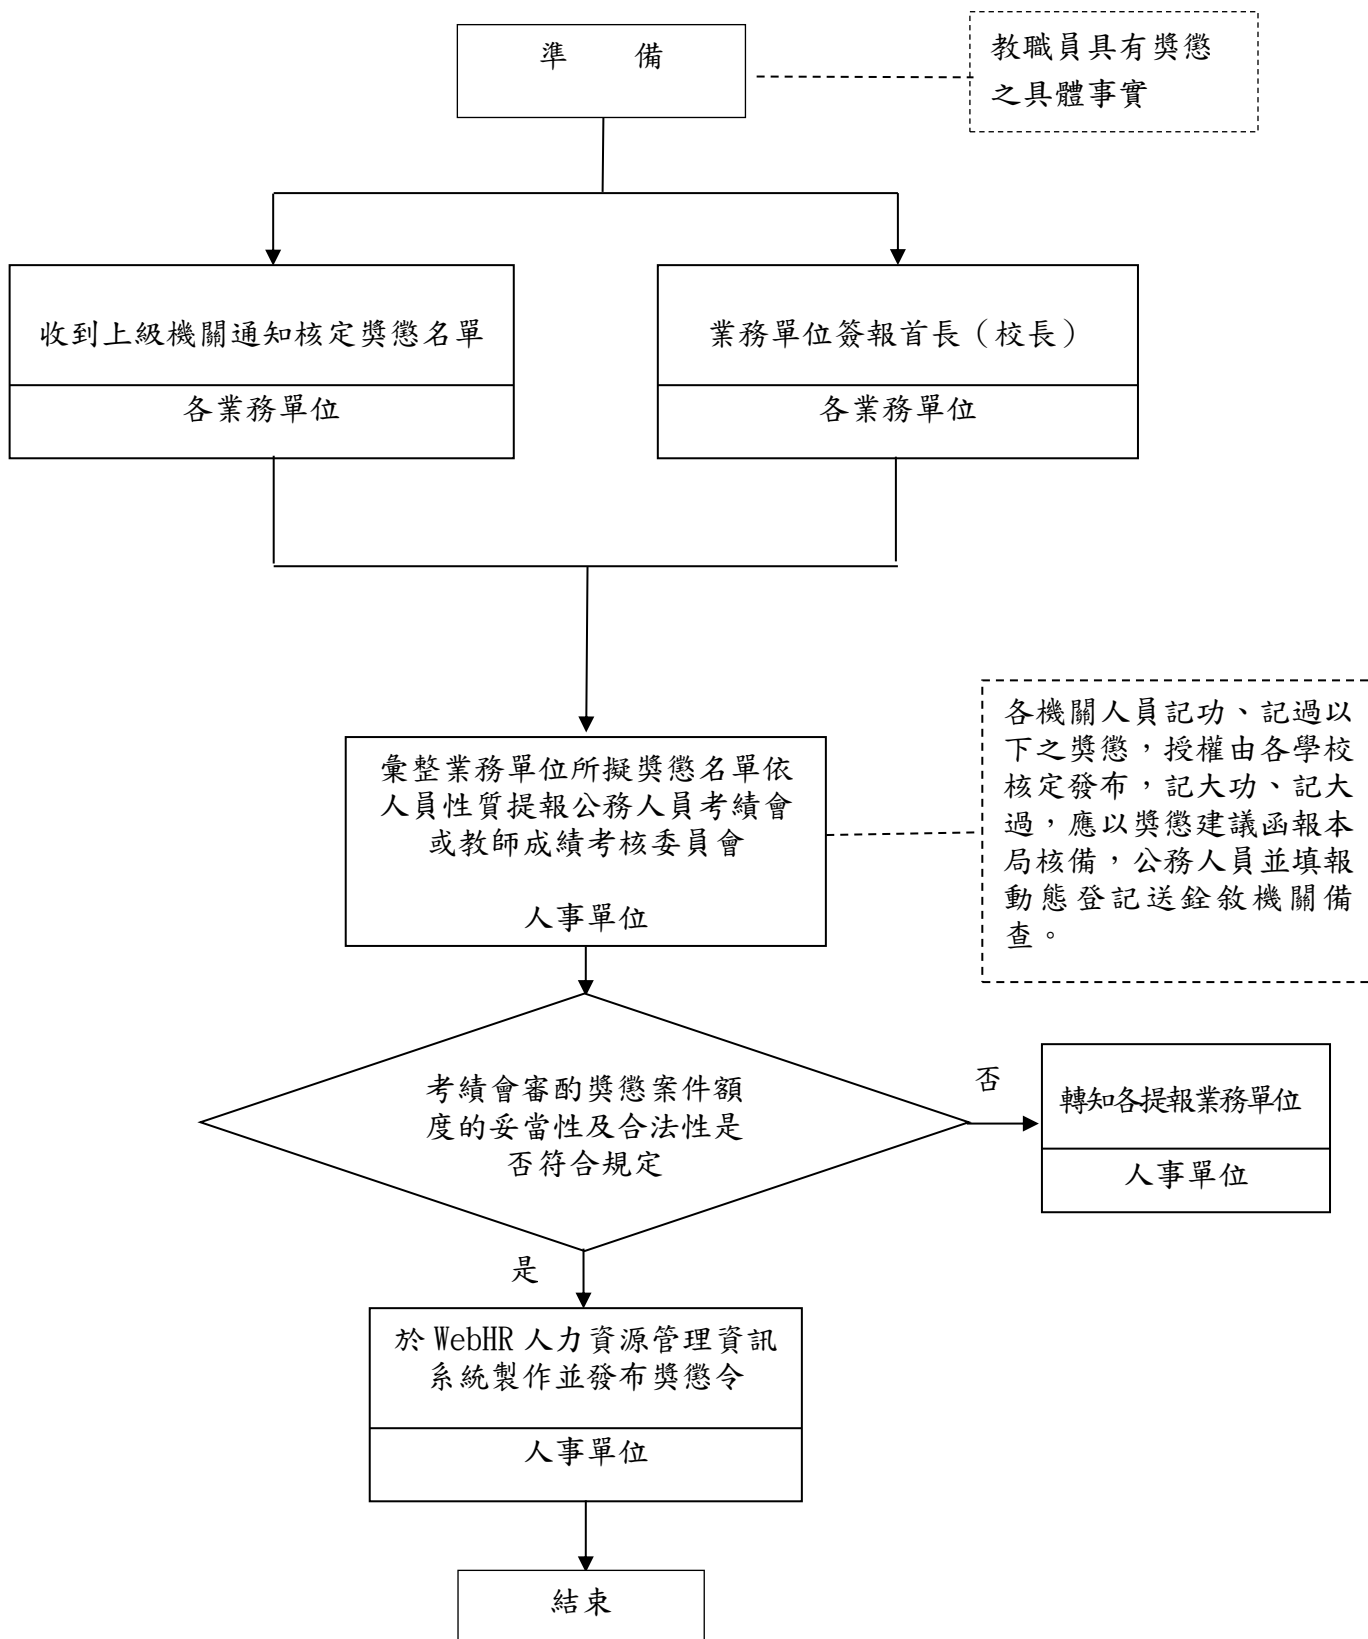 準 備
教職員具有獎懲
之具體事實
收到上級機關通知核定獎懲名單
各業務單位
業務單位簽報首長（校長）
各業務單位
彙整業務單位所擬獎懲名單依
人員性質提報公務人員考績會
或教師成績考核委員會
人事單位
各機關人員記功、記過以
下之獎懲，授權由各學校
核定發布，記大功、記大
過，應以獎懲建議函報本
局核備，公務人員並填報
動態登記送銓敘機關備
查。
考績會審酌獎懲案件額
度的妥當性及合法性是
否符合規定
否
轉知各提報業務單位
人事單位
是
於 WebHR 人力資源管理資訊
系統製作並發布獎懲令
人事單位
結束